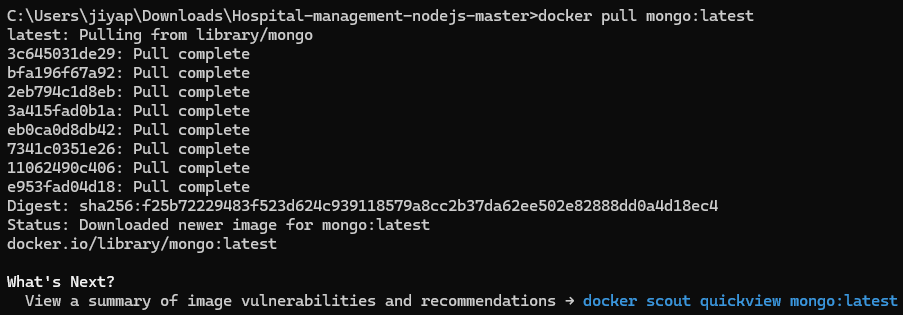 C:\Users\jiyap\Downloads\Hospital-management-nodejs-master>docker pull mongo:latest
latest: Pulling from library/mongo
3c645031de29: Pull complete
bfa196f67a92: Pull complete
2eb794c1d8eb: Pull complete
3a415fad0b1a: Pull complete
eb0ca0d8db42: Pull complete
7341c0351e26: Pull complete
11062490c406: Pull complete
e953fad04d18: Pull complete
Digest: sha256:f25b72229483f523d624c939118579a8cc2b37da62ee502e82888dd0a4d18ec4
Status: Downloaded newer image for mongo:latest
docker.io/library/mongo:latest
What's Next?
View a summary of image vulnerabilities and recommendations → docker scout quickview mongo:latest